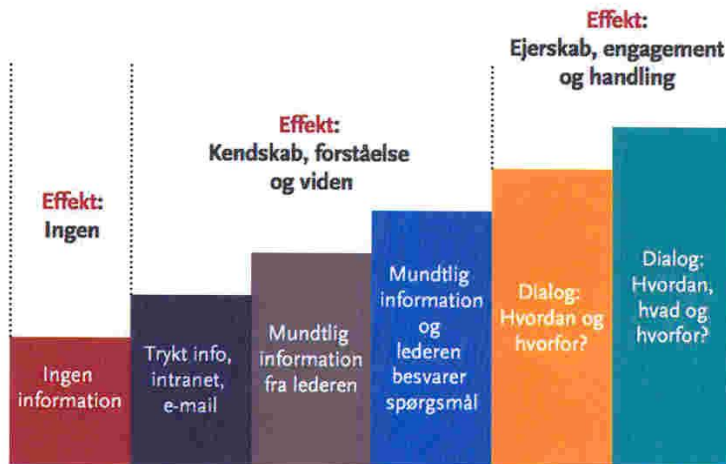 Effekt:
Ejerskab, engagement
og handling
Effekt:
Kendskab, forståelse
og viden
Effekt:
Ingen
Ingen
information
Trykt info,
intranet,
e-mail
Mundtlig
information
fra lederen
Mundtlig
information
og
lederen
besvarer
spørgsmål
Dialog:
Hvordan og
hvorfor?
Dialog:
Hvordan,
hvad og
hvorfor?